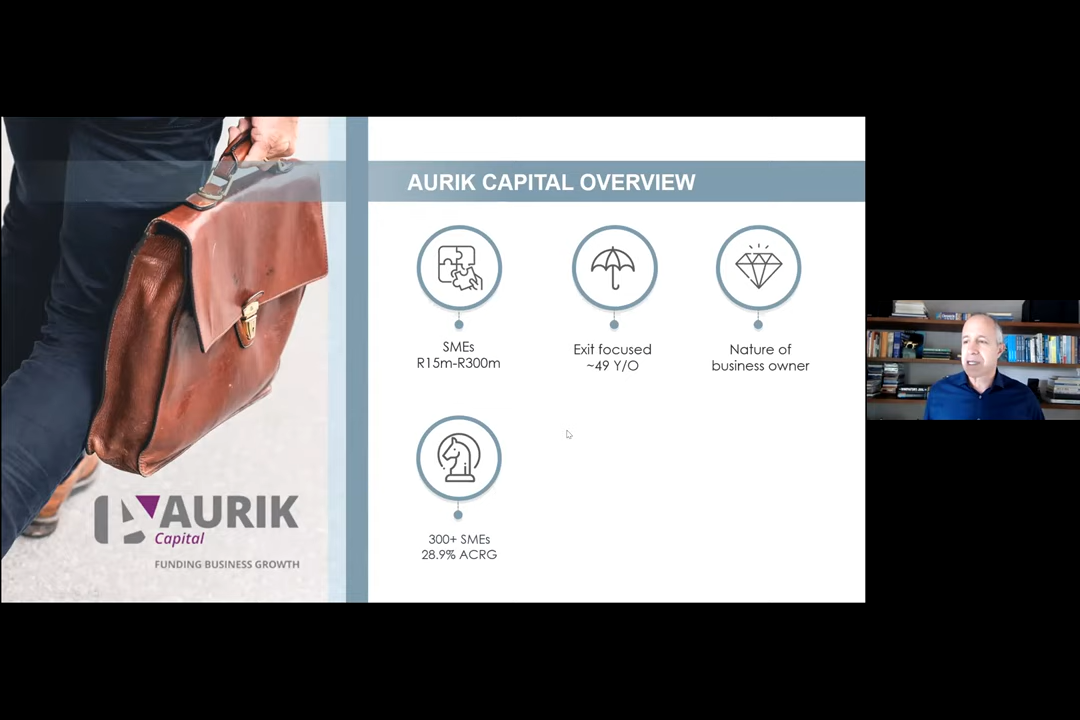 AURIK CAPITAL OVERVIEW
SMEs
R15m-R300m
Exit focused
~49 Y/O
Nature of
business owner
300+ SMEs
28.9% ACRG
AURIK
Capital
FUNDING BUSINESS GROWTH